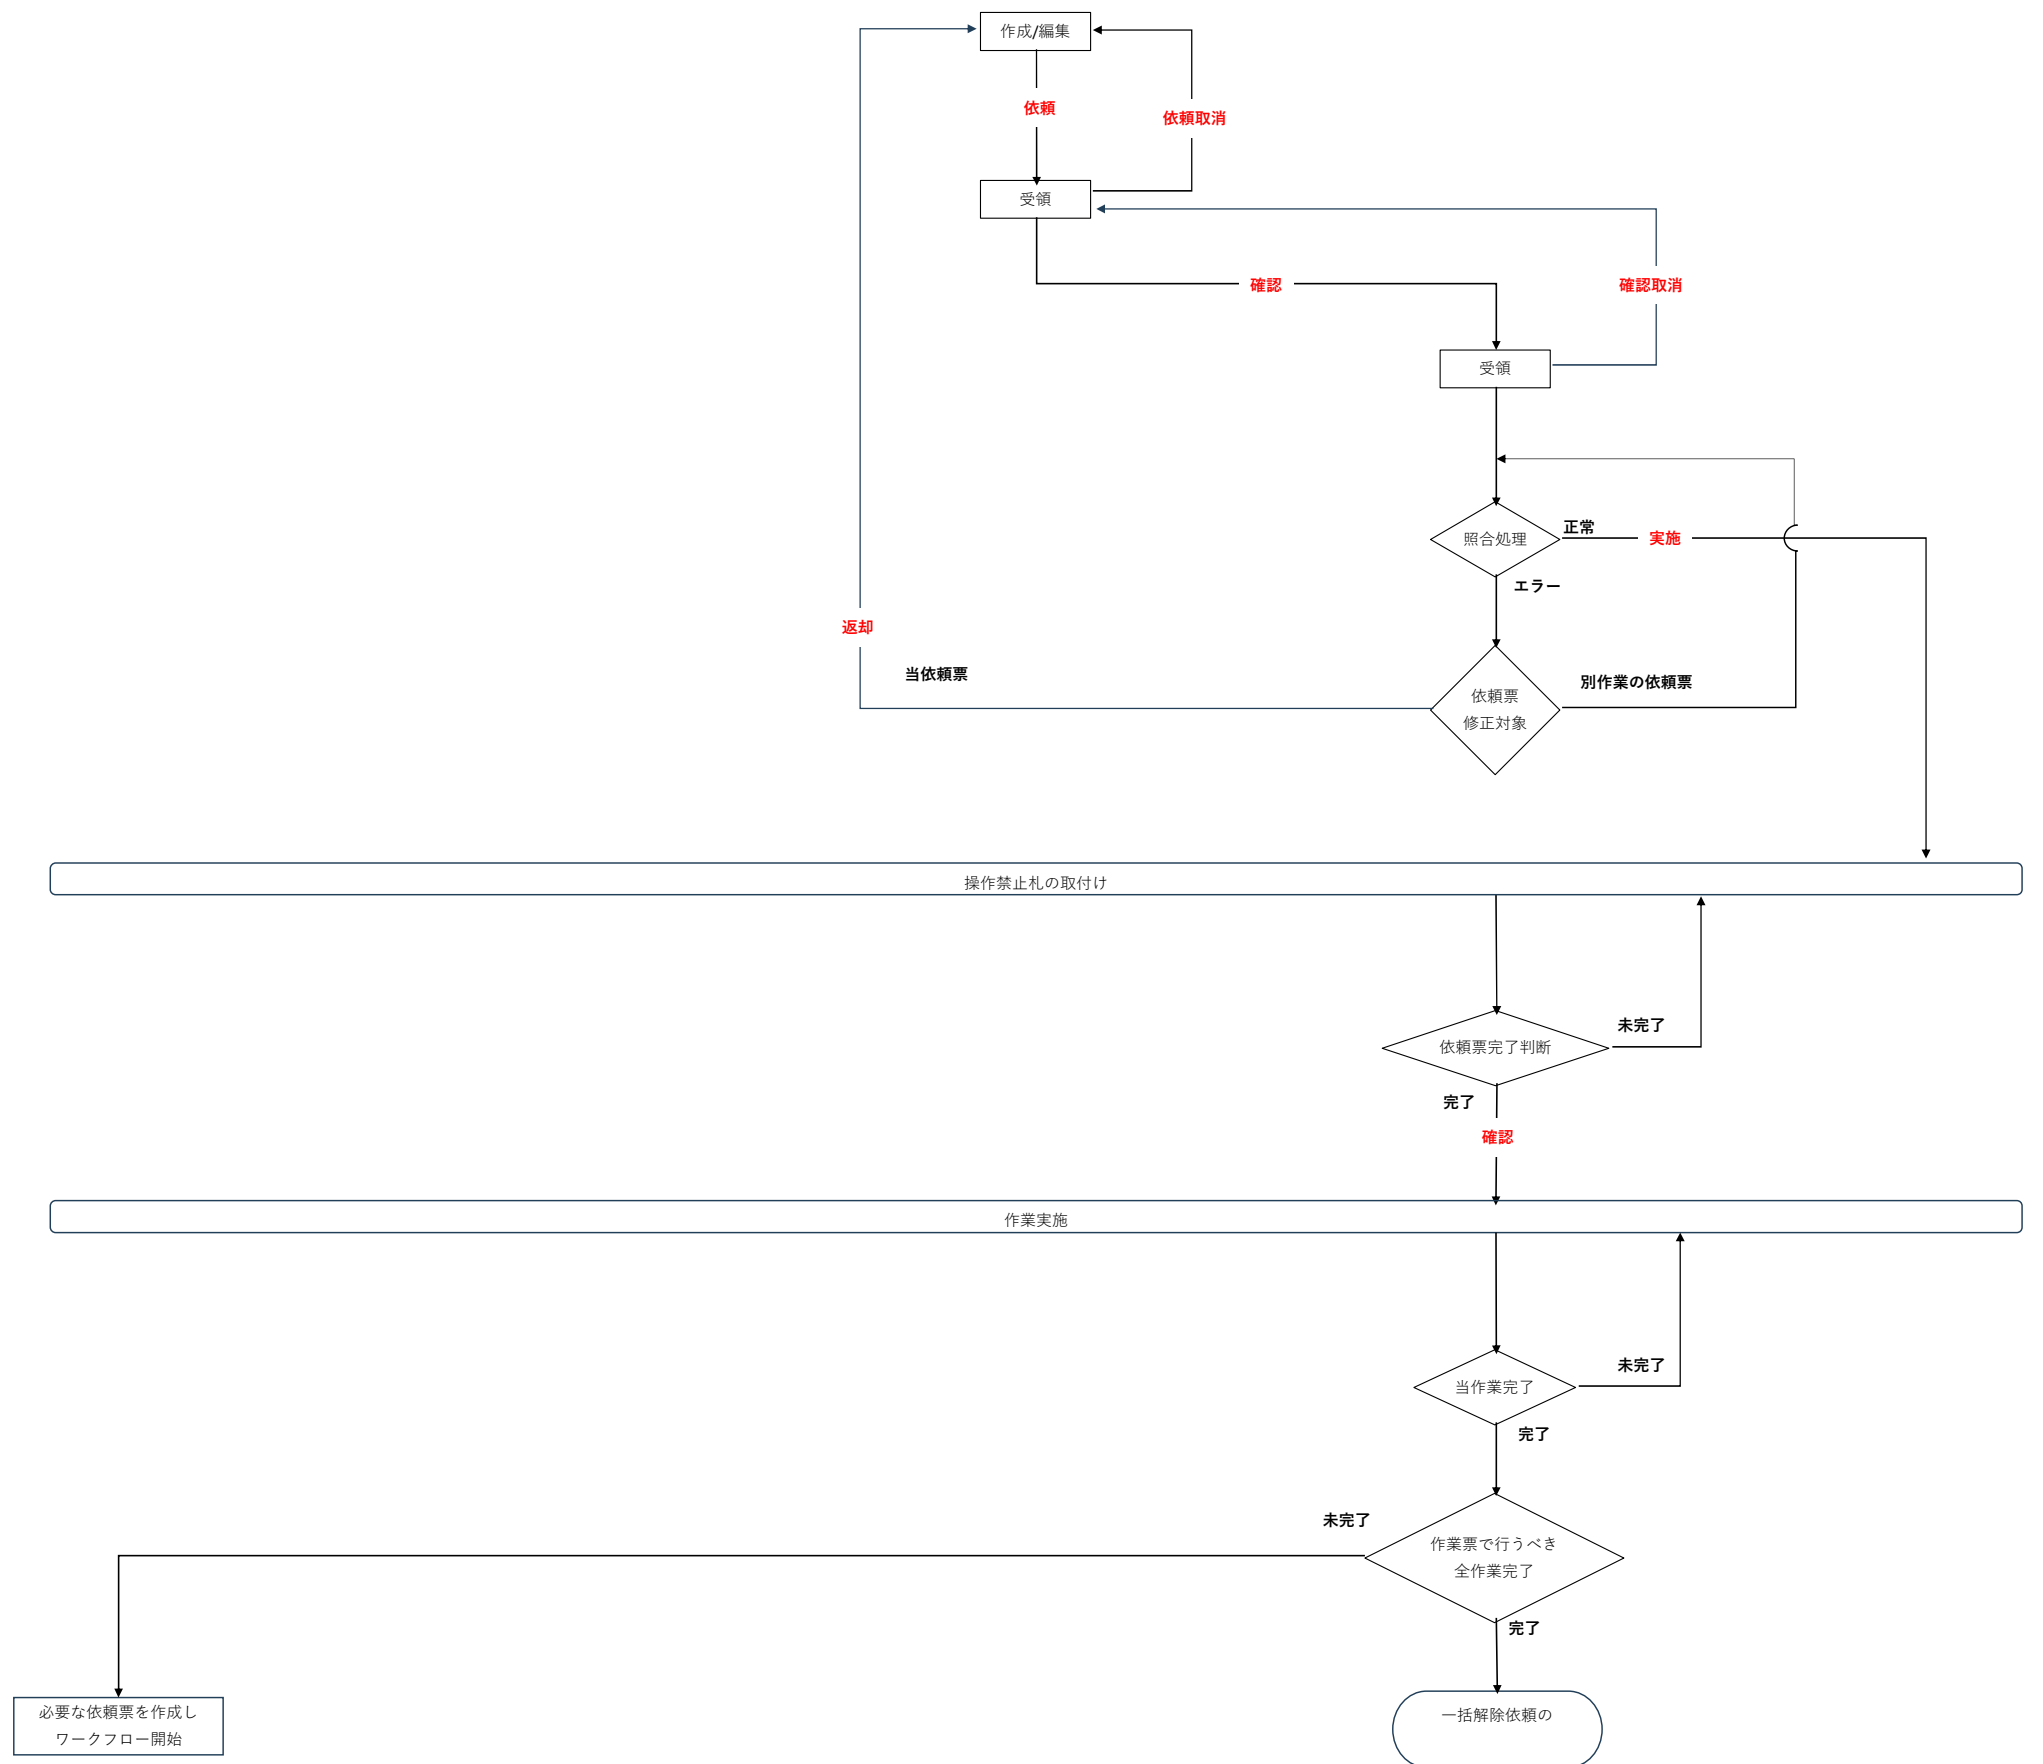 作成/編集
依頼
依頼取消
受領
確認
確認取消
受領
正常
実施
照合処理
エラー
返却
当依頼票
別作業の依頼票
依頼票
修正対象
操作禁止札の取付け
未完了
依頼票完了判断
完了
確認
作業実施
未完了
当作業完了
完了
未完了
作業票で行うべき
全作業完了
完了
必要な依頼票を作成し
ワークフロー開始
一括解除依頼の